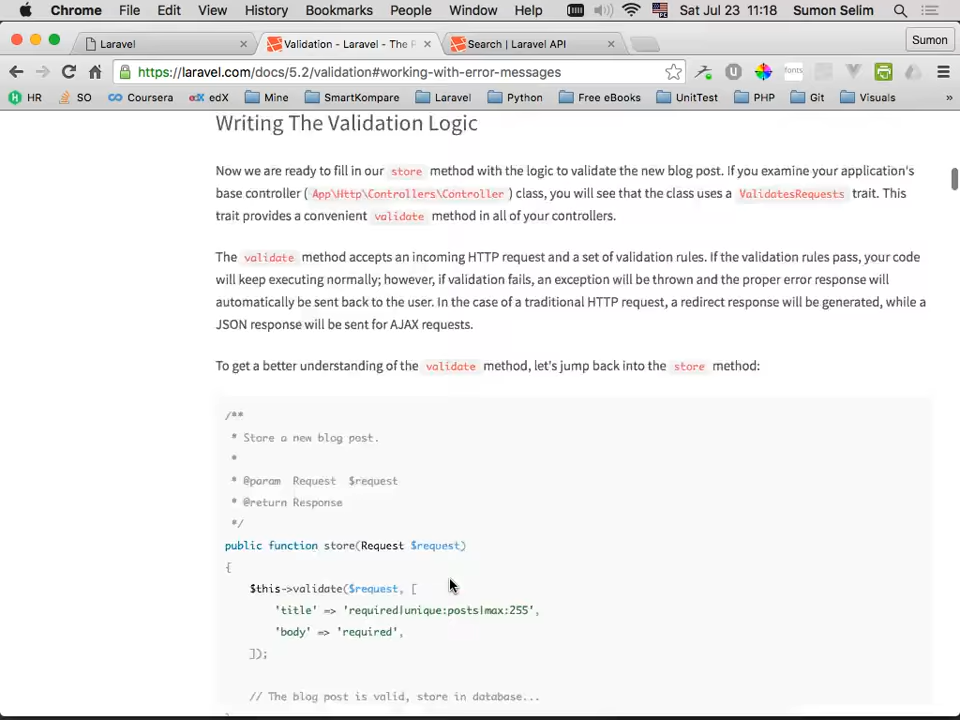 Chrome File Edit View History Bookmarks People Window Help Sat Jul 23 11:18 Sumon Selim
Laravel × Validation - Laravel - The P × Search | Laravel API × Sumon
https://laravel.com/docs/5.2/validation#working-with-error-messages fonts
HR SO Coursera edX Mine SmartKompare Laravel Python Free eBooks UnitTest PHP Git Visuals »
Writing The Validation Logic
Now we are ready to fill in our store method with the logic to validate the new blog post. If you examine your application's
base controller ( App\Http\Controllers\Controller ) class, you will see that the class uses a ValidatesRequests trait. This
trait provides a convenient validate method in all of your controllers.
The validate method accepts an incoming HTTP request and a set of validation rules. If the validation rules pass, your code
will keep executing normally; however, if validation fails, an exception will be thrown and the proper error response will
automatically be sent back to the user. In the case of a traditional HTTP request, a redirect response will be generated, while a
JSON response will be sent for AJAX requests.
To get a better understanding of the validate method, let's jump back into the store method:
/**
* Store a new blog post.
*
* @param Request $request
* @return Response
*/
public function store(Request $request)
{
$this->validate($request, [
'title' => 'required|unique:posts|max:255',
'body' => 'required',
]);
// The blog post is valid, store in database...